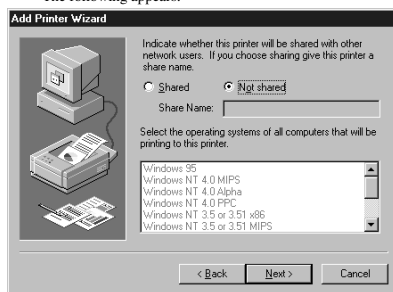 The following appears.
Add Printer Wizard
Indicate whether this printer will be shared with other
network users. If you choose sharing give this printer a
share name.
Shared
Not shared
Share Name:
Select the operating systems of all computers that will be
printing to this printer.
Windows 95
Windows NT 4.0 MIPS
Windows NT 4.0 Alpha
Windows NT 4.0 PPC
Windows NT 3.5 or 3.51 x86
Windows NT 3.5 or 3.51 MIPS
< Back
Next >
Cancel